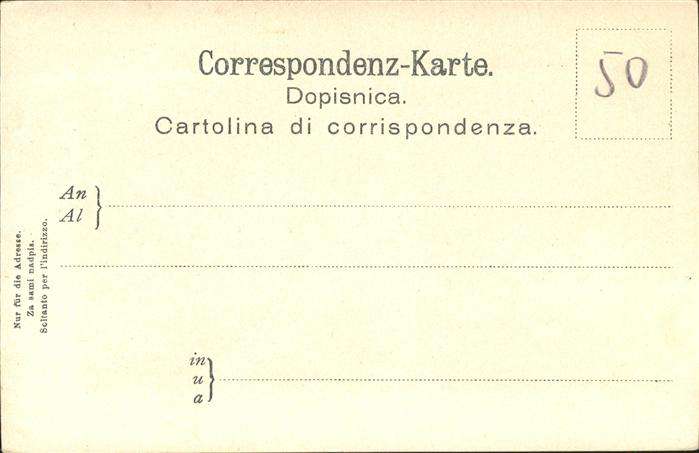 Correspondenz-Karte.
Dopisnica.
Cartolina di corrispondenza.
50
An
Al
Nur für die Adresse.
Za sami nadpis.
Soltanto per l'indirizzo.
in
u
a